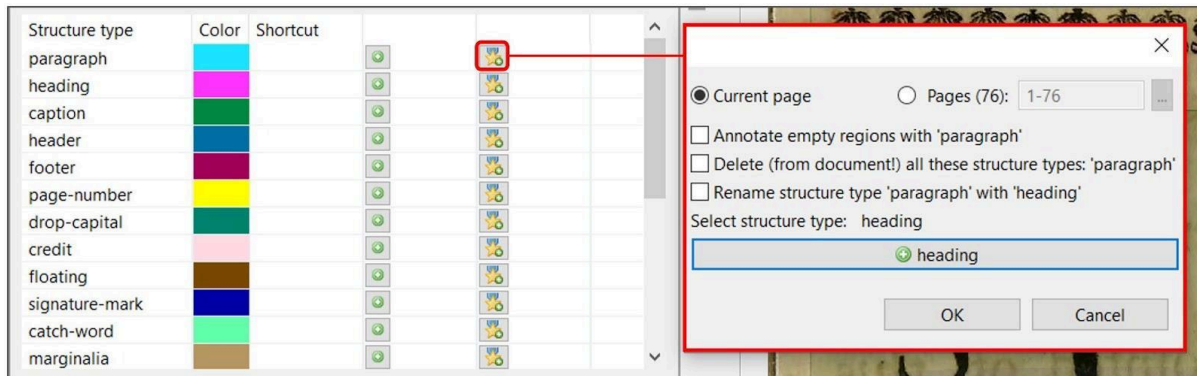 Structure type Color Shortcut
paragraph
heading
caption
header
footer
page-number
drop-capital
credit
floating
signature-mark
catch-word
marginalia
Current page Pages (76): 1-76 ...
Annotate empty regions with 'paragraph'
Delete (from document!) all these structure types: 'paragraph'
Rename structure type 'paragraph' with 'heading'
Select structure type: heading
heading
OK Cancel